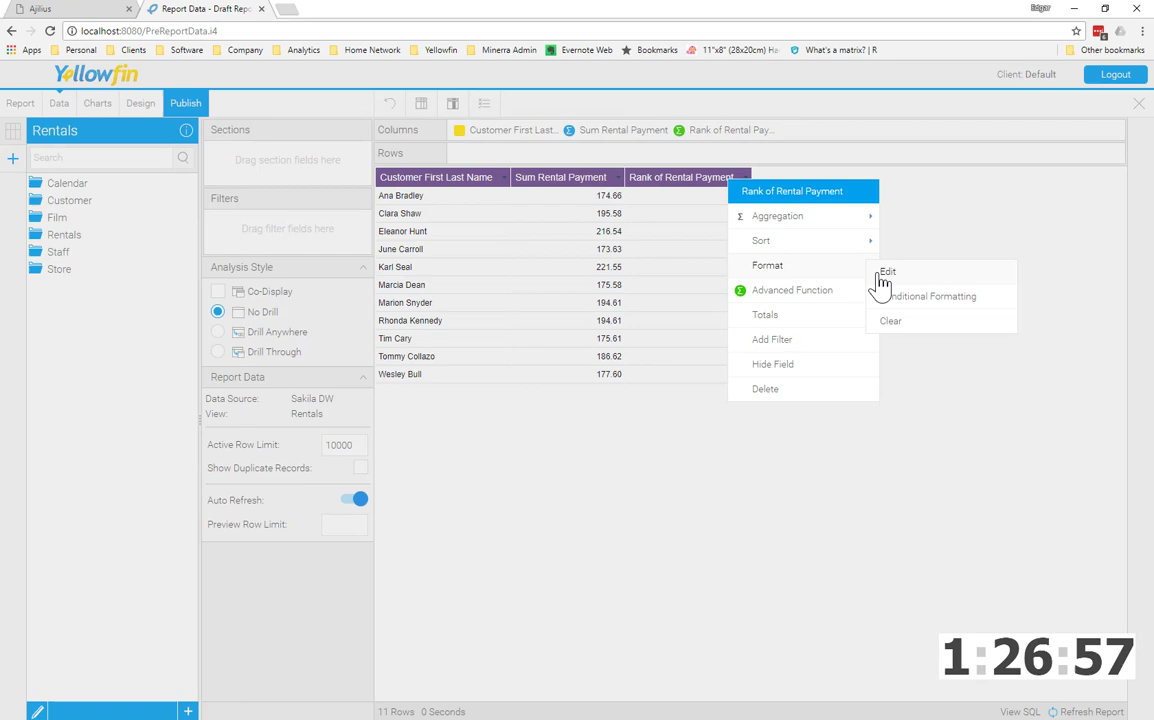 Ajilius
Report Data - Draft Repo
Edgar
localhost:8080/PreReportData.i4
Apps Personal Clients Software Company Analytics Home Network Yellowfin Minerra Admin Evernote Web Bookmarks 11"x8" (28x20cm) Ha What's a matrix? | R Other bookmarks
Yellowfin
Client: Default
Logout
Report Data Charts Design Publish
Rentals
Search
Calendar
Customer
Film
Rentals
Staff
Store
Sections
Drag section fields here
Filters
Drag filter fields here
Analysis Style
Co-Display
No Drill
Drill Anywhere
Drill Through
Report Data
Data Source: Sakila DW
View: Rentals
Active Row Limit: 10000
Show Duplicate Records:
Auto Refresh:
Preview Row Limit:
Columns Customer First Last... Sum Rental Payment Rank of Rental Pay...
Rows
Customer First Last Name Sum Rental Payment Rank of Rental Payment
Ana Bradley 174.66
Clara Shaw 195.58
Eleanor Hunt 216.54
June Carroll 173.63
Karl Seal 221.55
Marcia Dean 175.58
Marion Snyder 194.61
Rhonda Kennedy 194.61
Tim Cary 175.61
Tommy Collazo 186.62
Wesley Bull 177.60
Rank of Rental Payment
Σ Aggregation
Sort
Format
Σ Advanced Function
Totals
Add Filter
Hide Field
Delete
Edit
nditional Formatting
Clear
1:26:57
11 Rows 0 Seconds
View SQL Refresh Report